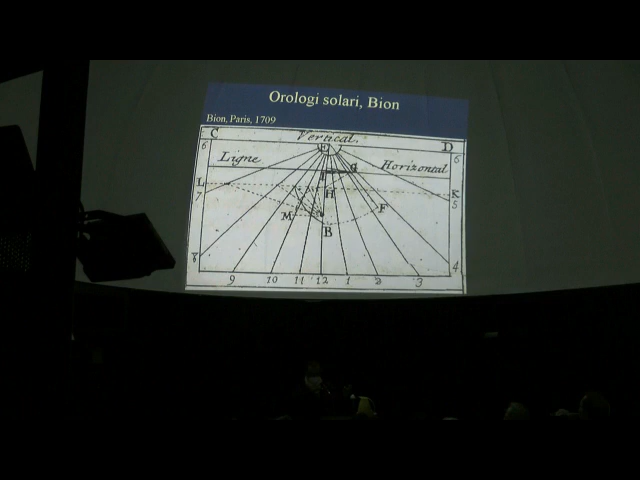 Orologi solari, Bion
Bion, Paris, 1709
C Vertical. D
6 E 6
Ligne G Horizontal
L H K
7 5
M F
B
8 4
9 10 11 12 1 2 3